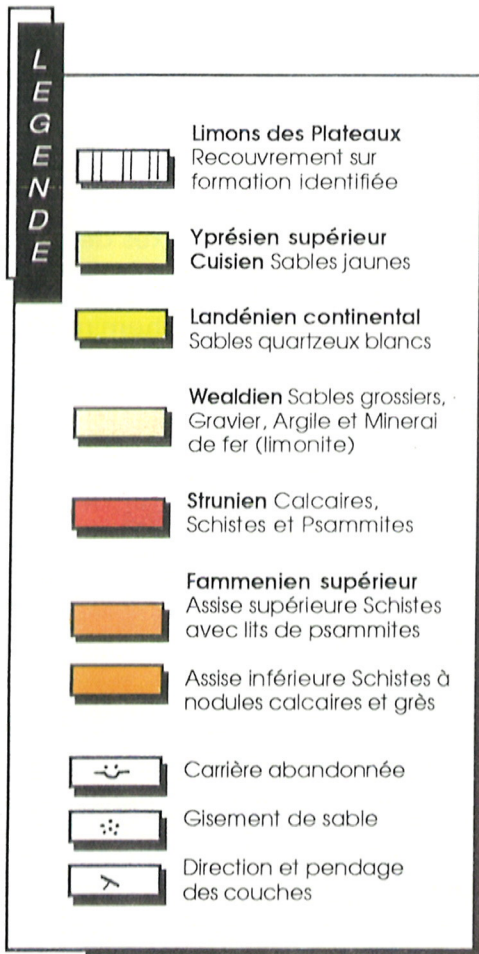 LEGENDE
Limons des Plateaux
Recouvrement sur
formation identifiée
Yprésien supérieur
Cuisien Sables jaunes
Landénien continental
Sables quartzeux blancs
Wealdien Sables grossiers,
Gravier, Argile et Minerai
de fer (limonite)
Strunien Calcaires,
Schistes et Psammites
Fammenien supérieur
Assise supérieure Schistes
avec lits de psammites
Assise inférieure Schistes à
nodules calcaires et grès
Carrière abandonnée
Gisement de sable
Direction et pendage
des couches